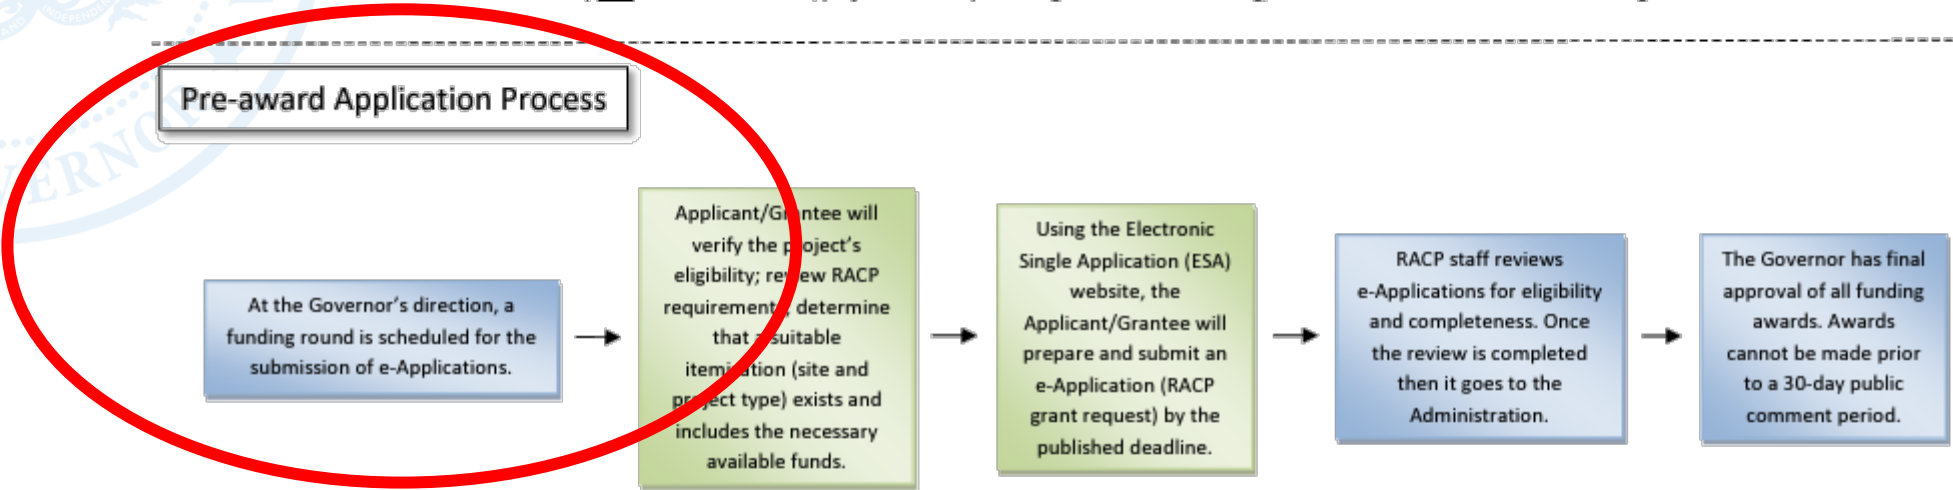 Pre-award Application Process
At the Governor's direction, a
funding round is scheduled for the
submission of e-Applications.
Applicant/Grantee will
verify the project's
eligibility; review RACP
requirements, determine
that a suitable
itemization (site and
project type) exists and
includes the necessary
available funds.
Using the Electronic
Single Application (ESA)
website, the
Applicant/Grantee will
prepare and submit an
e-Application (RACP
grant request) by the
published deadline.
RACP staff reviews
e-Applications for eligibility
and completeness. Once
the review is completed
then it goes to the
Administration.
The Governor has final
approval of all funding
awards. Awards
cannot be made prior
to a 30-day public
comment period.